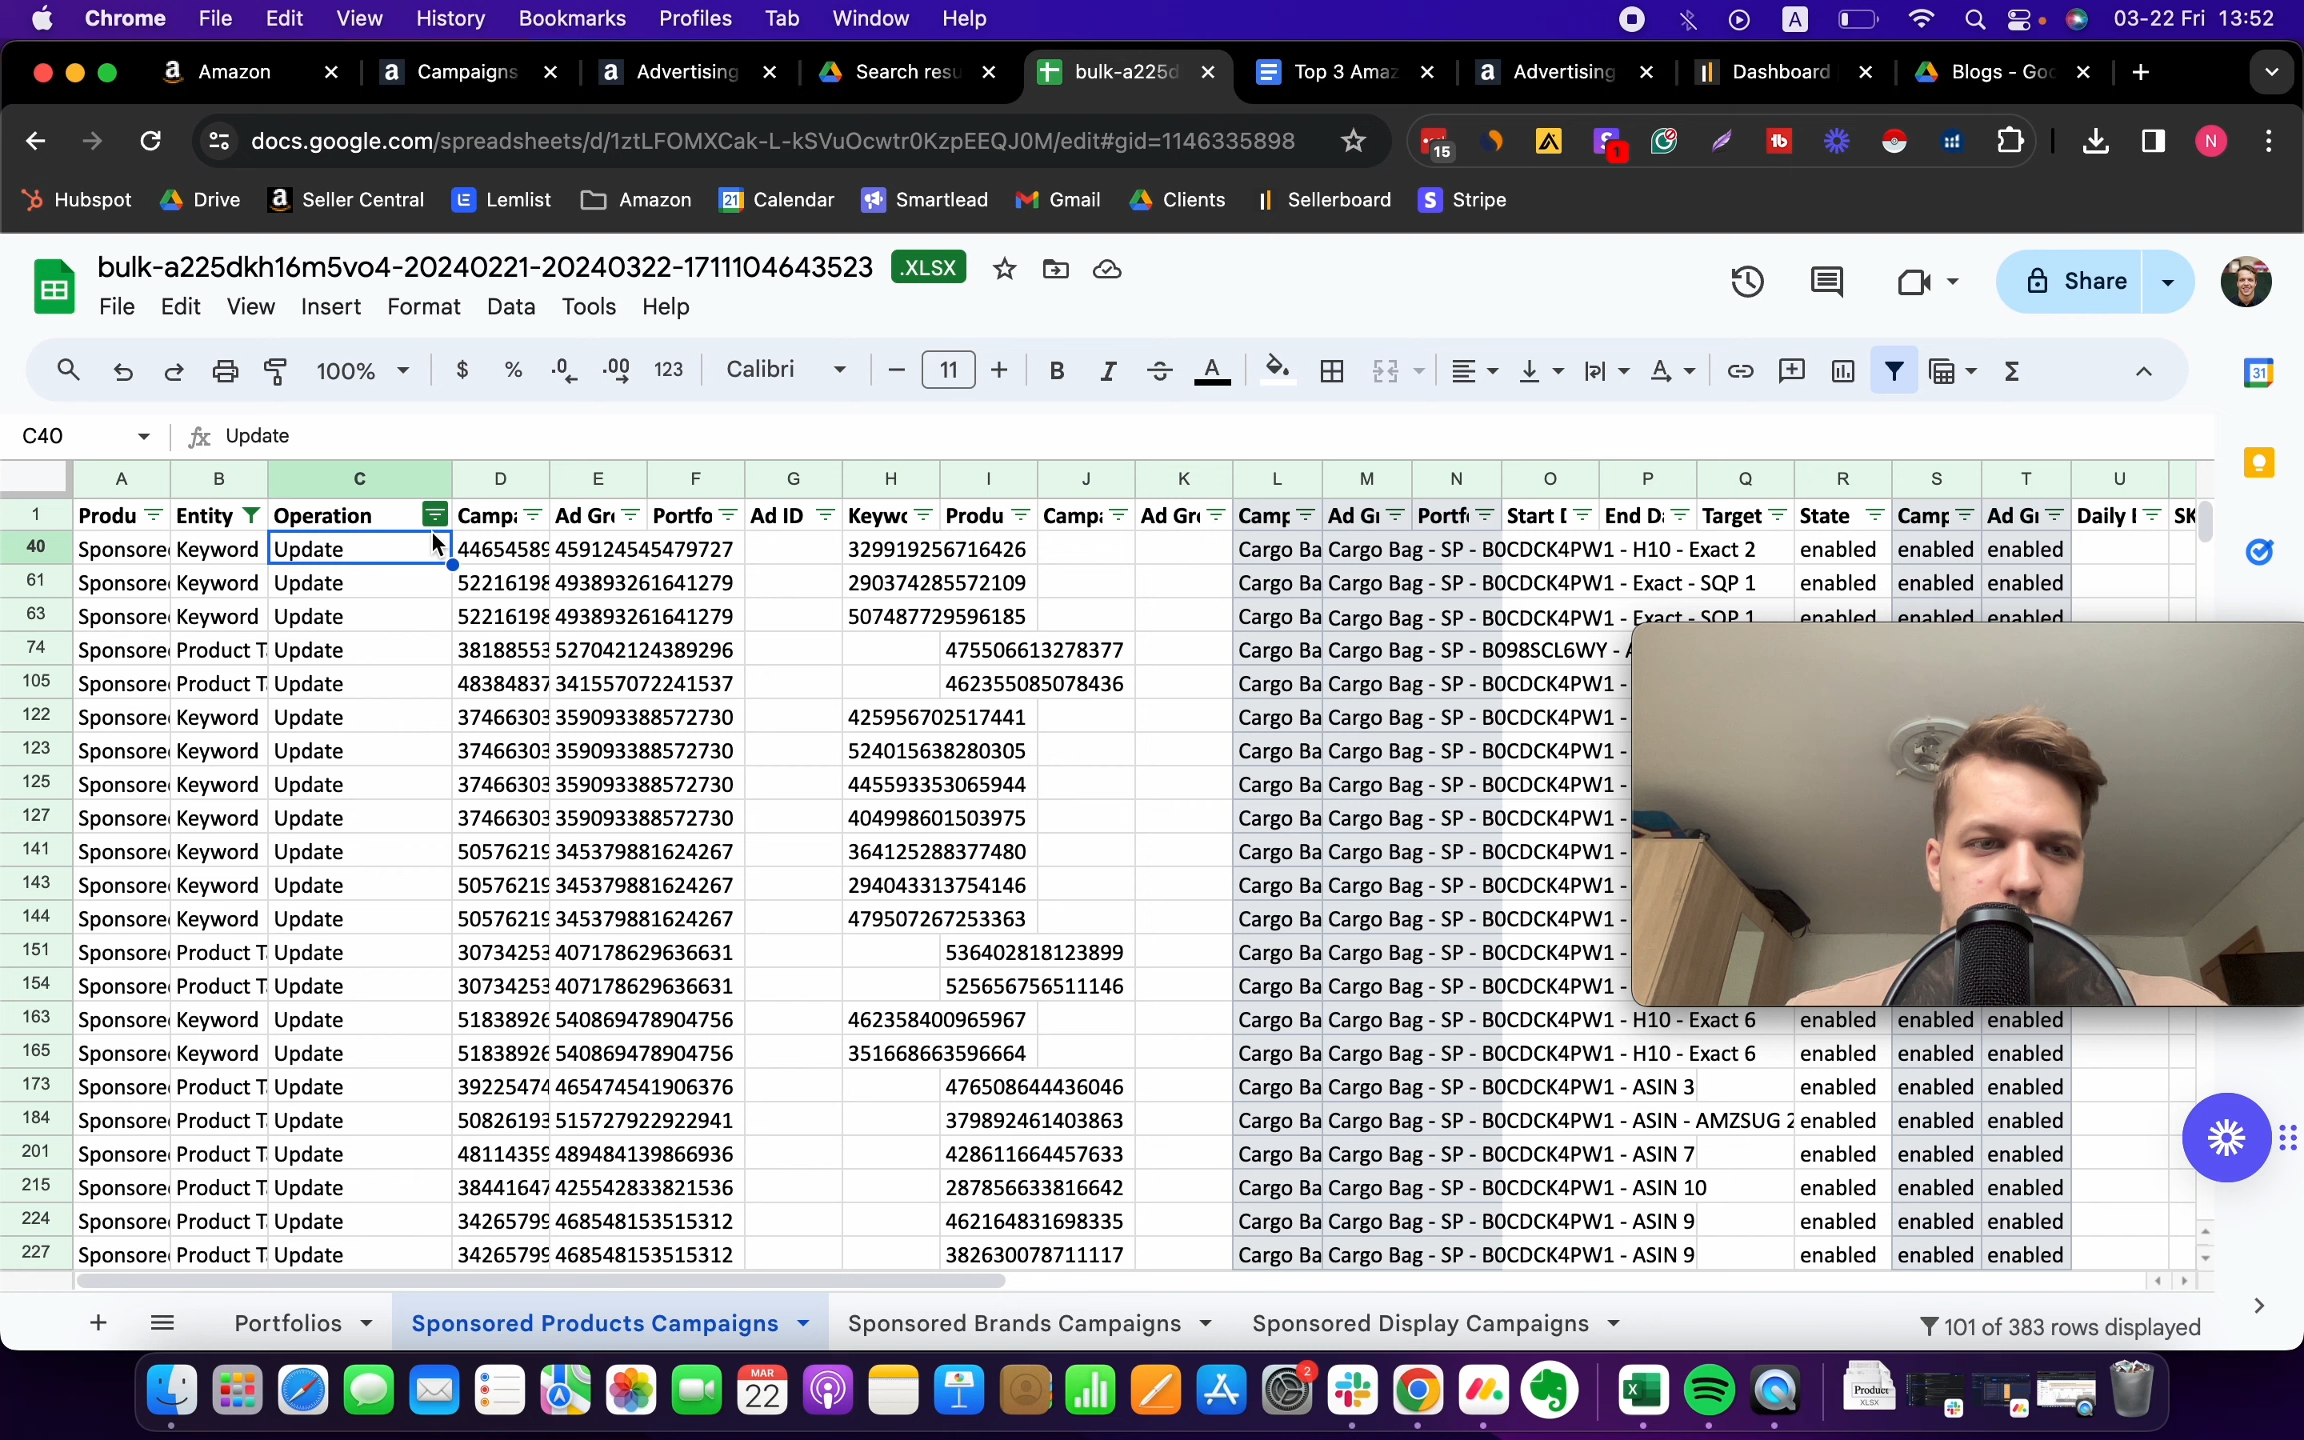 Chrome File Edit View History Bookmarks Profiles Tab Window Help A 03-22 Fri 13:52
Amazon Campaigns Advertising Search resu bulk-a225d Top 3 Amaz Advertising Dashboard Blogs - Goo
docs.google.com/spreadsheets/d/1ztLFOMXCak-L-kSVuOcwtr0KzpEEQJ0M/edit#gid=1146335898 15 1 N
Hubspot Drive Seller Central Lemlist Amazon Calendar Smartlead Gmail Clients Sellerboard Stripe
bulk-a225dkh16m5vo4-20240221-20240322-1711104643523 .XLSX
File Edit View Insert Format Data Tools Help Share
100% $ % .0 .00 123 Calibri 11 31
C40 fx Update
A B C D E F G H I J K L M N O P Q R S T U
1 Produ Entity Operation Campa Ad Gro Portfo Ad ID Keywo Produ Campa Ad Gro Camp Ad Gr Portfo Start D End Da Target State Camp Ad Gr Daily B SK
40 Sponsore Keyword Update 44654589 459124545479727 329919256716426 Cargo Ba Cargo Bag - SP - B0CDCK4PW1 - H10 - Exact 2 enabled enabled enabled
61 Sponsore Keyword Update 52216198 493893261641279 290374285572109 Cargo Ba Cargo Bag - SP - B0CDCK4PW1 - Exact - SQP 1 enabled enabled enabled
63 Sponsore Keyword Update 52216198 493893261641279 507487729596185 Cargo Ba Cargo Bag - SP - B0CDCK4PW1 - Exact - SQP 1 enabled enabled enabled
74 Sponsore Product T Update 38188553 527042124389296 475506613278377 Cargo Ba Cargo Bag - SP - B098SCL6WY - A
105 Sponsore Product T Update 48384837 341557072241537 462355085078436 Cargo Ba Cargo Bag - SP - B0CDCK4PW1 -
122 Sponsore Keyword Update 37466303 359093388572730 425956702517441 Cargo Ba Cargo Bag - SP - B0CDCK4PW1 -
123 Sponsore Keyword Update 37466303 359093388572730 524015638280305 Cargo Ba Cargo Bag - SP - B0CDCK4PW1 -
125 Sponsore Keyword Update 37466303 359093388572730 445593353065944 Cargo Ba Cargo Bag - SP - B0CDCK4PW1 -
127 Sponsore Keyword Update 37466303 359093388572730 404998601503975 Cargo Ba Cargo Bag - SP - B0CDCK4PW1 -
141 Sponsore Keyword Update 50576219 345379881624267 364125288377480 Cargo Ba Cargo Bag - SP - B0CDCK4PW1 -
143 Sponsore Keyword Update 50576219 345379881624267 294043313754146 Cargo Ba Cargo Bag - SP - B0CDCK4PW1 -
144 Sponsore Keyword Update 50576219 345379881624267 479507267253363 Cargo Ba Cargo Bag - SP - B0CDCK4PW1 -
151 Sponsore Product T Update 30734253 407178629636631 536402818123899 Cargo Ba Cargo Bag - SP - B0CDCK4PW1 -
154 Sponsore Product T Update 30734253 407178629636631 525656756511146 Cargo Ba Cargo Bag - SP - B0CDCK4PW1 -
163 Sponsore Keyword Update 51838926 540869478904756 462358400965967 Cargo Ba Cargo Bag - SP - B0CDCK4PW1 - H10 - Exact 6 enabled enabled enabled
165 Sponsore Keyword Update 51838926 540869478904756 351668663596664 Cargo Ba Cargo Bag - SP - B0CDCK4PW1 - H10 - Exact 6 enabled enabled enabled
173 Sponsore Product T Update 39225474 465474541906376 476508644436046 Cargo Ba Cargo Bag - SP - B0CDCK4PW1 - ASIN 3 enabled enabled enabled
184 Sponsore Product T Update 50826193 515727922922941 379892461403863 Cargo Ba Cargo Bag - SP - B0CDCK4PW1 - ASIN - AMZSUG 2 enabled enabled enabled
201 Sponsore Product T Update 48114359 489484139866936 428611664457633 Cargo Ba Cargo Bag - SP - B0CDCK4PW1 - ASIN 7 enabled enabled enabled
215 Sponsore Product T Update 38441647 425542833821536 287856633816642 Cargo Ba Cargo Bag - SP - B0CDCK4PW1 - ASIN 10 enabled enabled enabled
224 Sponsore Product T Update 34265799 468548153515312 462164831698335 Cargo Ba Cargo Bag - SP - B0CDCK4PW1 - ASIN 9 enabled enabled enabled
227 Sponsore Product T Update 34265799 468548153515312 382630078711117 Cargo Ba Cargo Bag - SP - B0CDCK4PW1 - ASIN 9 enabled enabled enabled
Portfolios Sponsored Products Campaigns Sponsored Brands Campaigns Sponsored Display Campaigns 101 of 383 rows displayed
MAR 22 2 Product XLSX